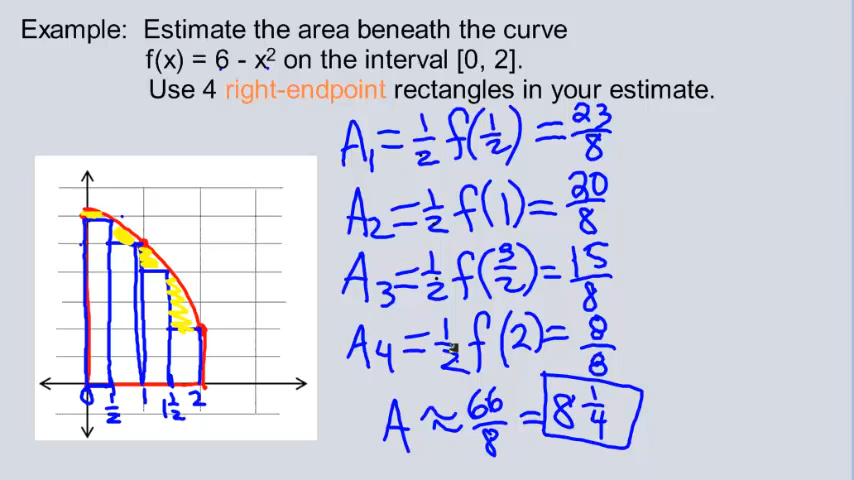 Example: Estimate the area beneath the curve
f(x) = 6 - x² on the interval [0, 2].
Use 4 right-endpoint rectangles in your estimate.
A₁ = 1/2 f(1/2) = 23/8
A₂ = 1/2 f(1) = 20/8
A₃ = 1/2 f(3/2) = 15/8
A₄ = 1/2 f(2) = 8/8
A ≈ 66/8 = 8 1/4
0 1/2 1 1 1/2 2